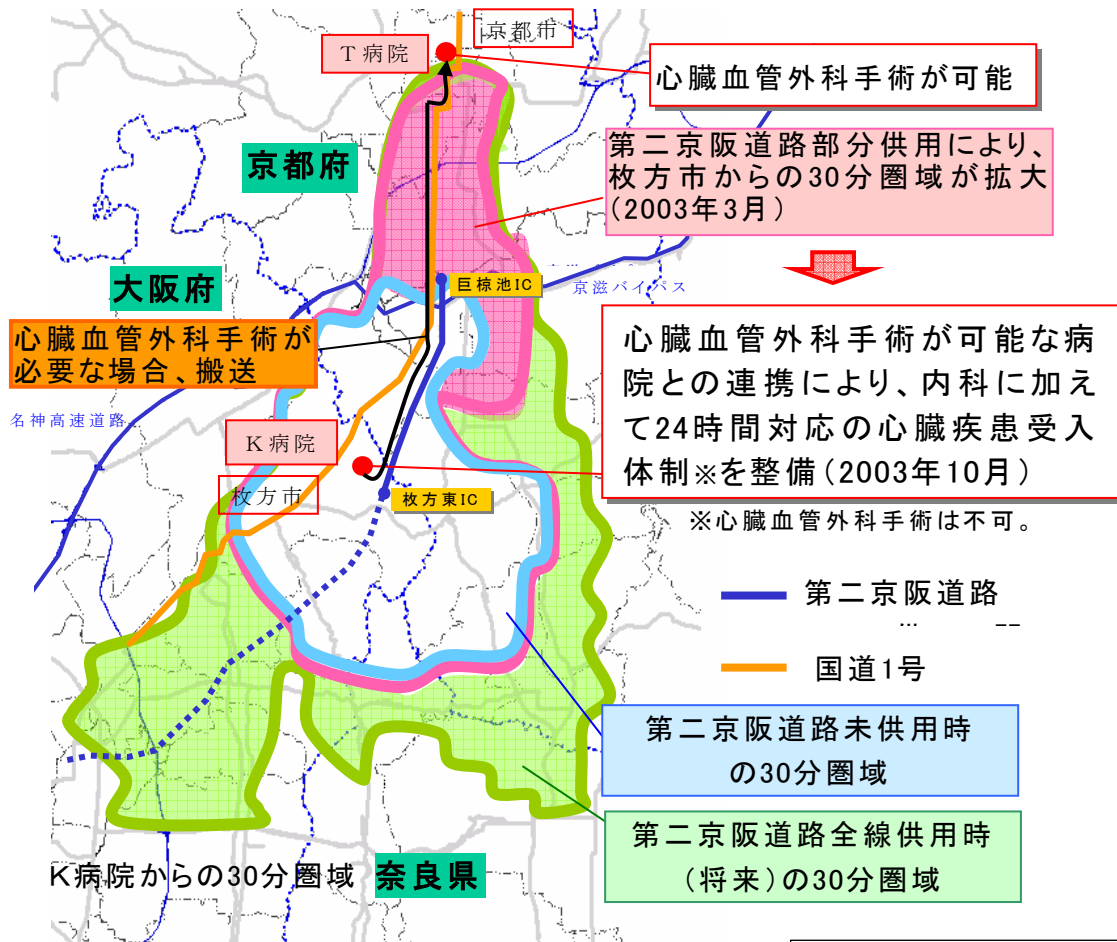 京都市
T病院
心臓血管外科手術が可能
京都府
第二京阪道路部分供用により、
枚方市からの30分圏域が拡大
(2003年3月)
大阪府
巨椋池IC
京滋バイパス
心臓血管外科手術が
必要な場合、搬送
心臓血管外科手術が可能な病
院との連携により、内科に加え
て24時間対応の心臓疾患受入
体制※を整備(2003年10月)
名神高速道路
K病院
枚方市
枚方東IC
※心臓血管外科手術は不可。
第二京阪道路
国道1号
第二京阪道路未供用時
の30分圏域
第二京阪道路全線供用時
(将来)の30分圏域
K病院からの30分圏域
奈良県